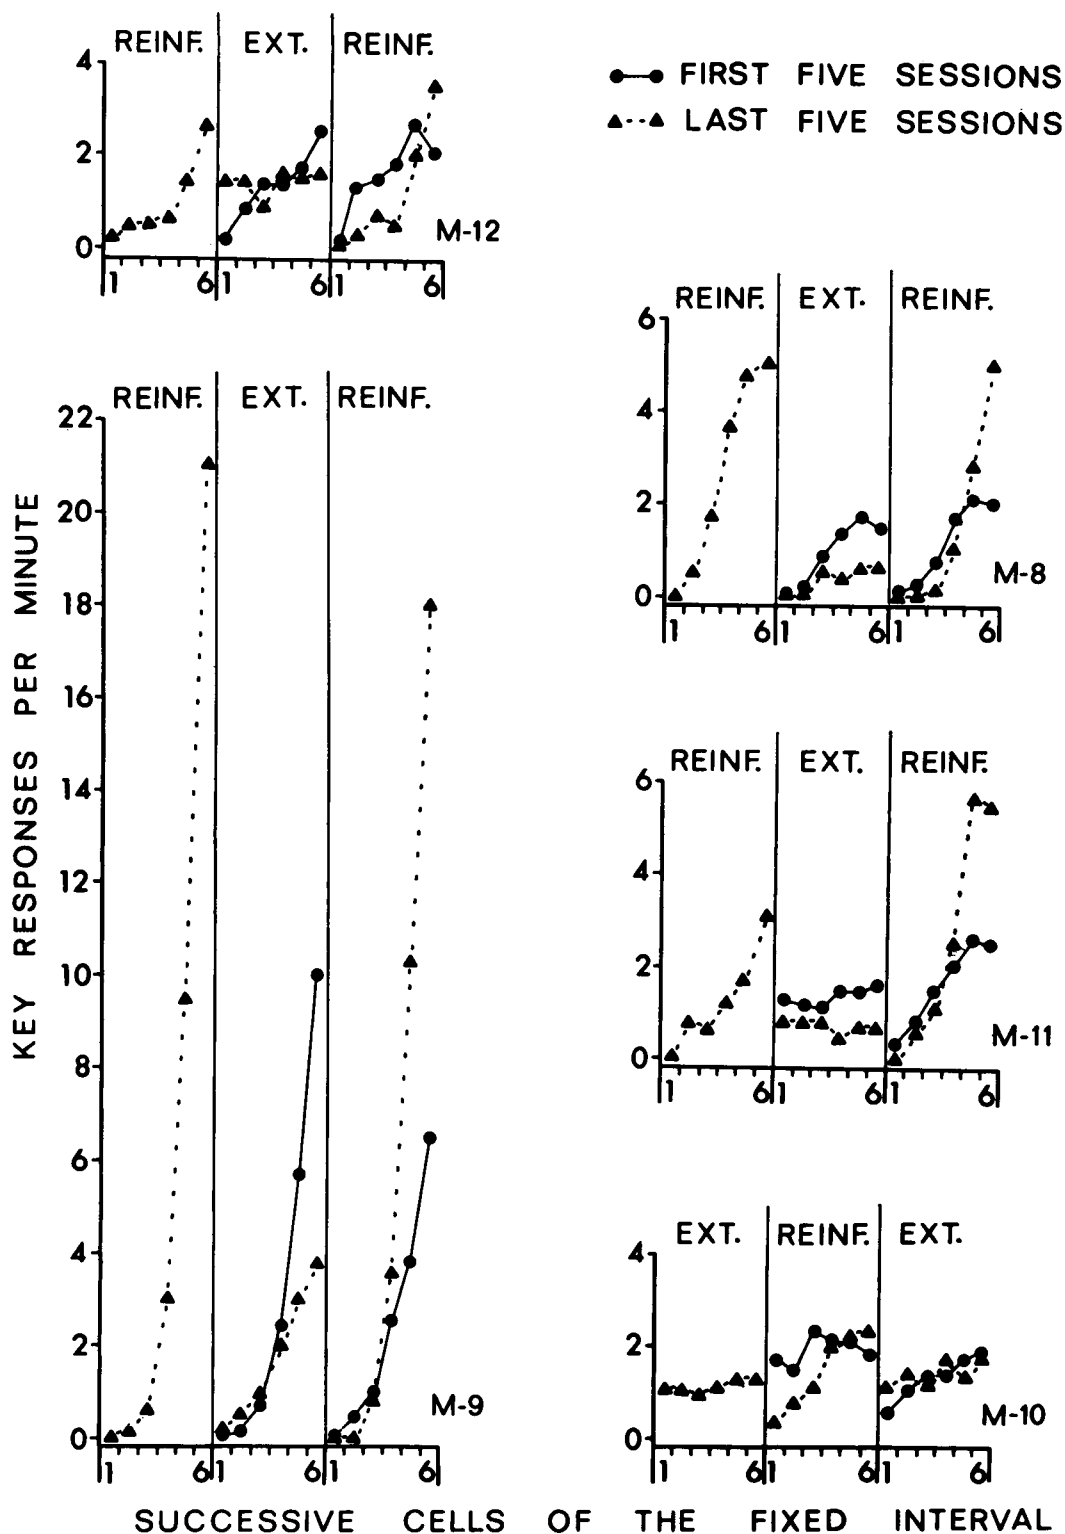 REINF. EXT. REINF.
4
2
0
M-12
1 6 1 6 1 6
FIRST FIVE SESSIONS
LAST FIVE SESSIONS
REINF. EXT. REINF.
6
4
2
0
M-8
1 6 1 6 1 6
REINF. EXT. REINF.
22
20
18
16
14
12
10
8
6
4
2
0
M-9
1 6 1 6 1 6
REINF. EXT. REINF.
6
4
2
0
M-11
1 6 1 6 1 6
EXT. REINF. EXT.
4
2
0
M-10
1 6 1 6 1 6
KEY RESPONSES PER MINUTE
SUCCESSIVE CELLS OF THE FIXED INTERVAL